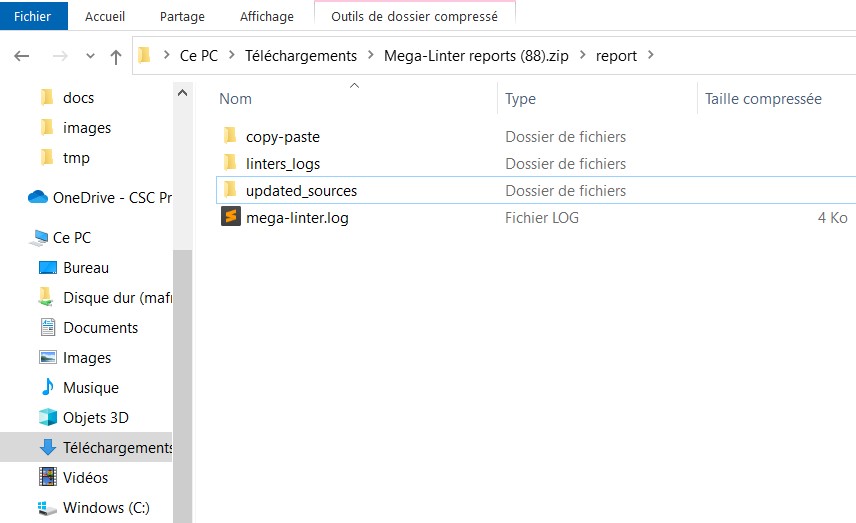 Fichier Accueil Partage Affichage Outils de dossier compressé
Ce PC Téléchargements Mega-Linter reports (88).zip report
docs
images
tmp
OneDrive - CSC Pr
Ce PC
Bureau
Disque dur (mafr
Documents
Images
Musique
Objets 3D
Téléchargements
Vidéos
Windows (C:)
Nom Type Taille compressée
copy-paste Dossier de fichiers
linters_logs Dossier de fichiers
updated_sources Dossier de fichiers
mega-linter.log Fichier LOG 4 Ko